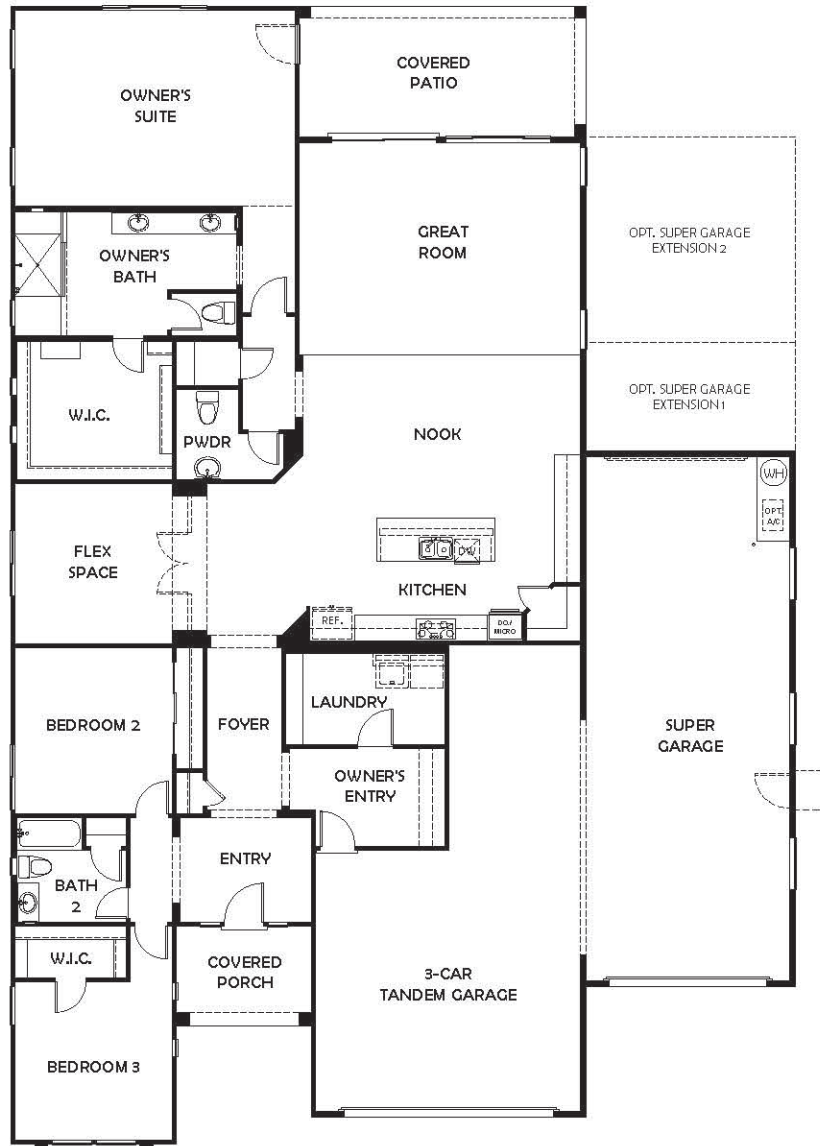 OWNER'S
SUITE
COVERED
PATIO
OWNER'S
BATH
GREAT
ROOM
OPT. SUPER GARAGE
EXTENSION 2
OPT. SUPER GARAGE
EXTENSION 1
W.I.C.
PWDR
NOOK
WH
OPT.
A/C
FLEX
SPACE
DW
KITCHEN
REF.
DO/
MICRO
BEDROOM 2
FOYER
LAUNDRY
SUPER
GARAGE
OWNER'S
ENTRY
BATH
2
ENTRY
W.I.C.
COVERED
PORCH
3-CAR
TANDEM GARAGE
BEDROOM 3